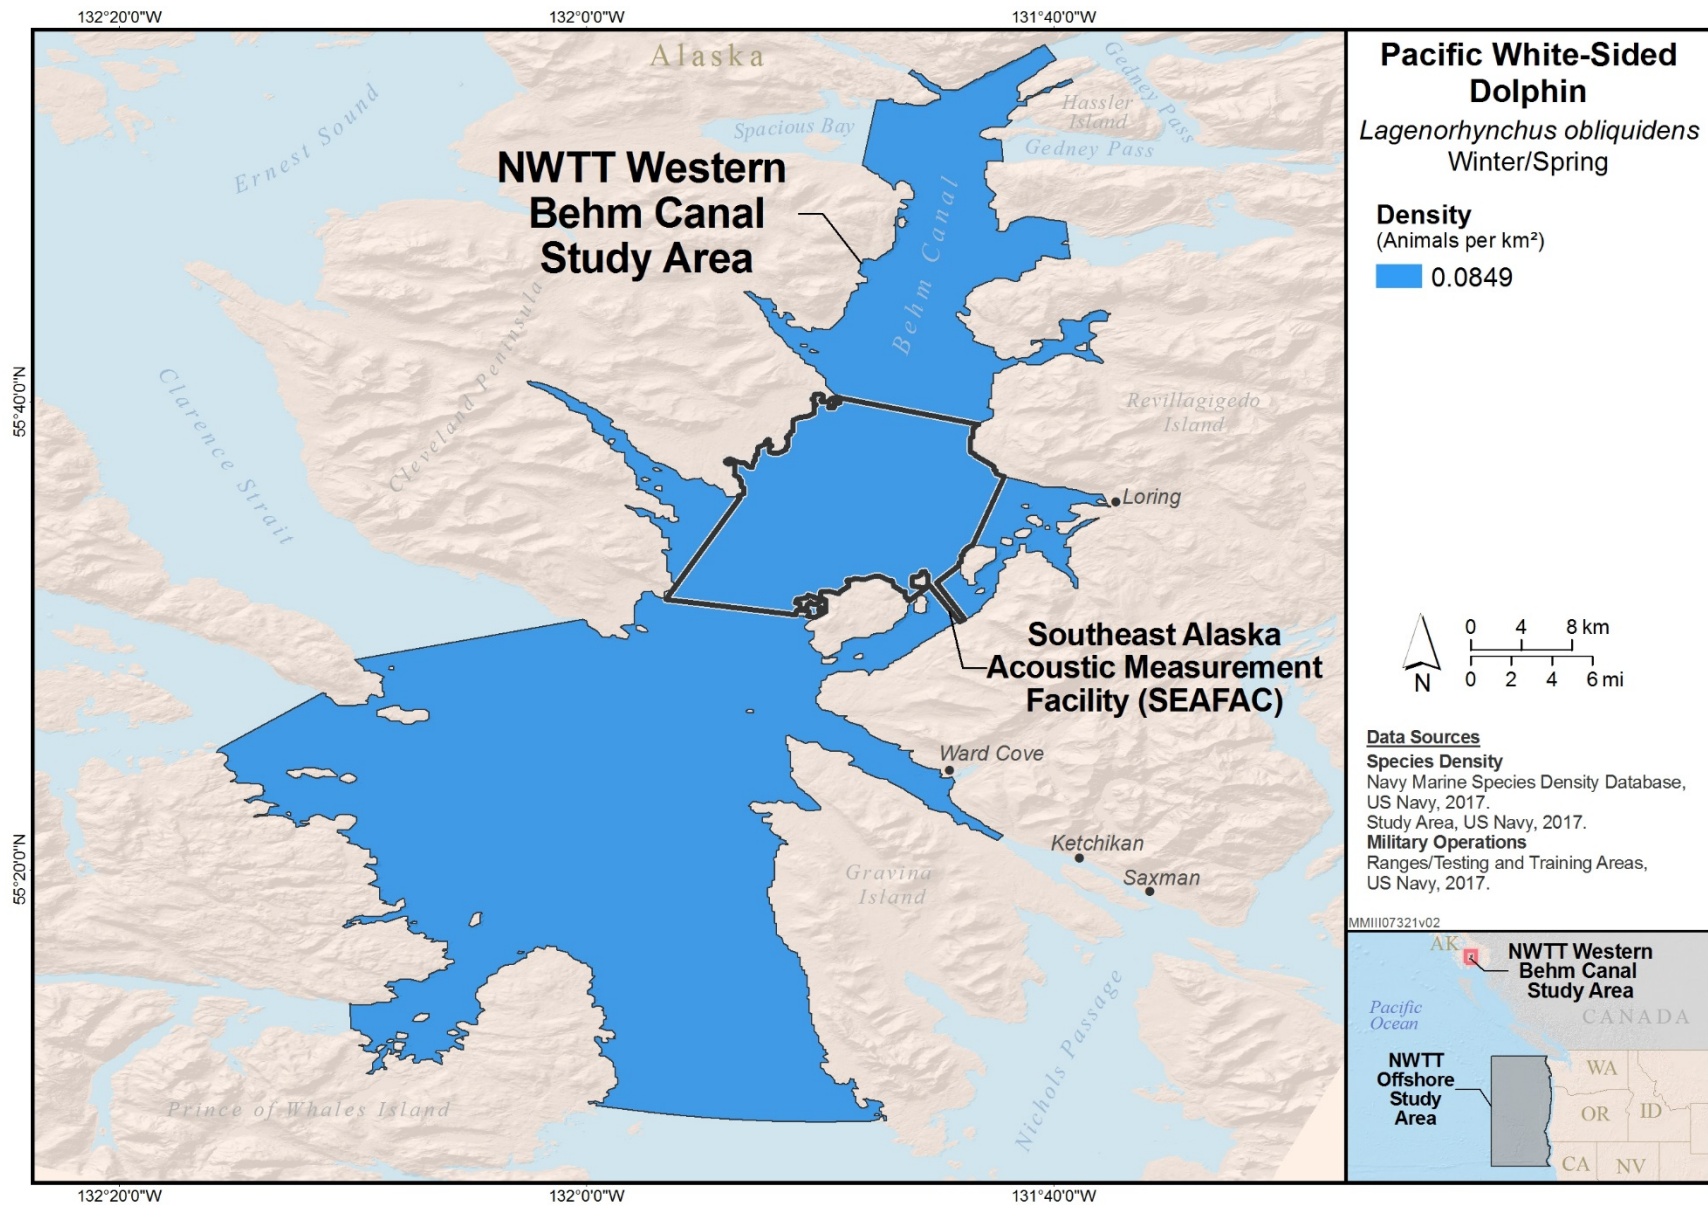 132°20'0"W
132°0'0"W
131°40'0"W
Alaska
Ernest Sound
Spacious Bay
Hassler
Island
Gedney Pass
Gedney Pass
NWTT Western
Behm Canal
Study Area
Behm Canal
Cleveland Peninsula
Clarence Strait
55°40'0"N
Revillagigedo
Island
Loring
Southeast Alaska
Acoustic Measurement
Facility (SEAFAC)
Ward Cove
Ketchikan
Saxman
Gravina
Island
55°20'0"N
Nichols Passage
Prince of Whales Island
132°20'0"W
132°0'0"W
131°40'0"W
Pacific White-Sided
Dolphin
Lagenorhynchus obliquidens
Winter/Spring
Density
(Animals per km²)
0.0849
N
0 4 8 km
0 2 4 6 mi
Data Sources
Species Density
Navy Marine Species Density Database,
US Navy, 2017.
Study Area, US Navy, 2017.
Military Operations
Ranges/Testing and Training Areas,
US Navy, 2017.
MMIII07321v02
AK
NWTT Western
Behm Canal
Study Area
Pacific
Ocean
CANADA
NWTT
Offshore
Study
Area
WA
OR
ID
CA
NV